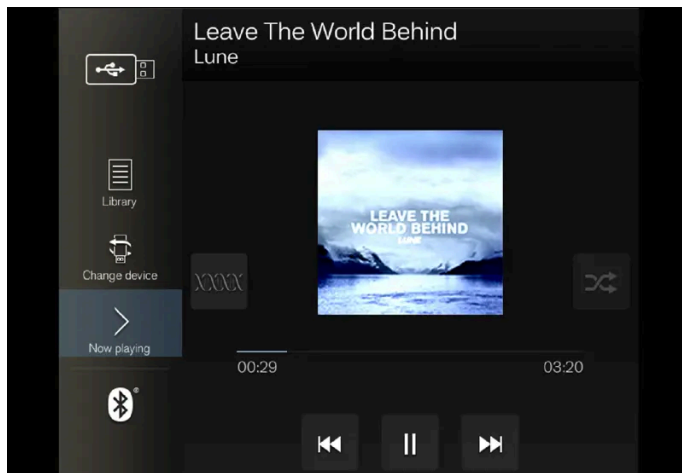 Leave The World Behind
Lune
Library
Change device
Now playing
LEAVE THE
WORLD BEHIND
LUNE
00:29
03:20